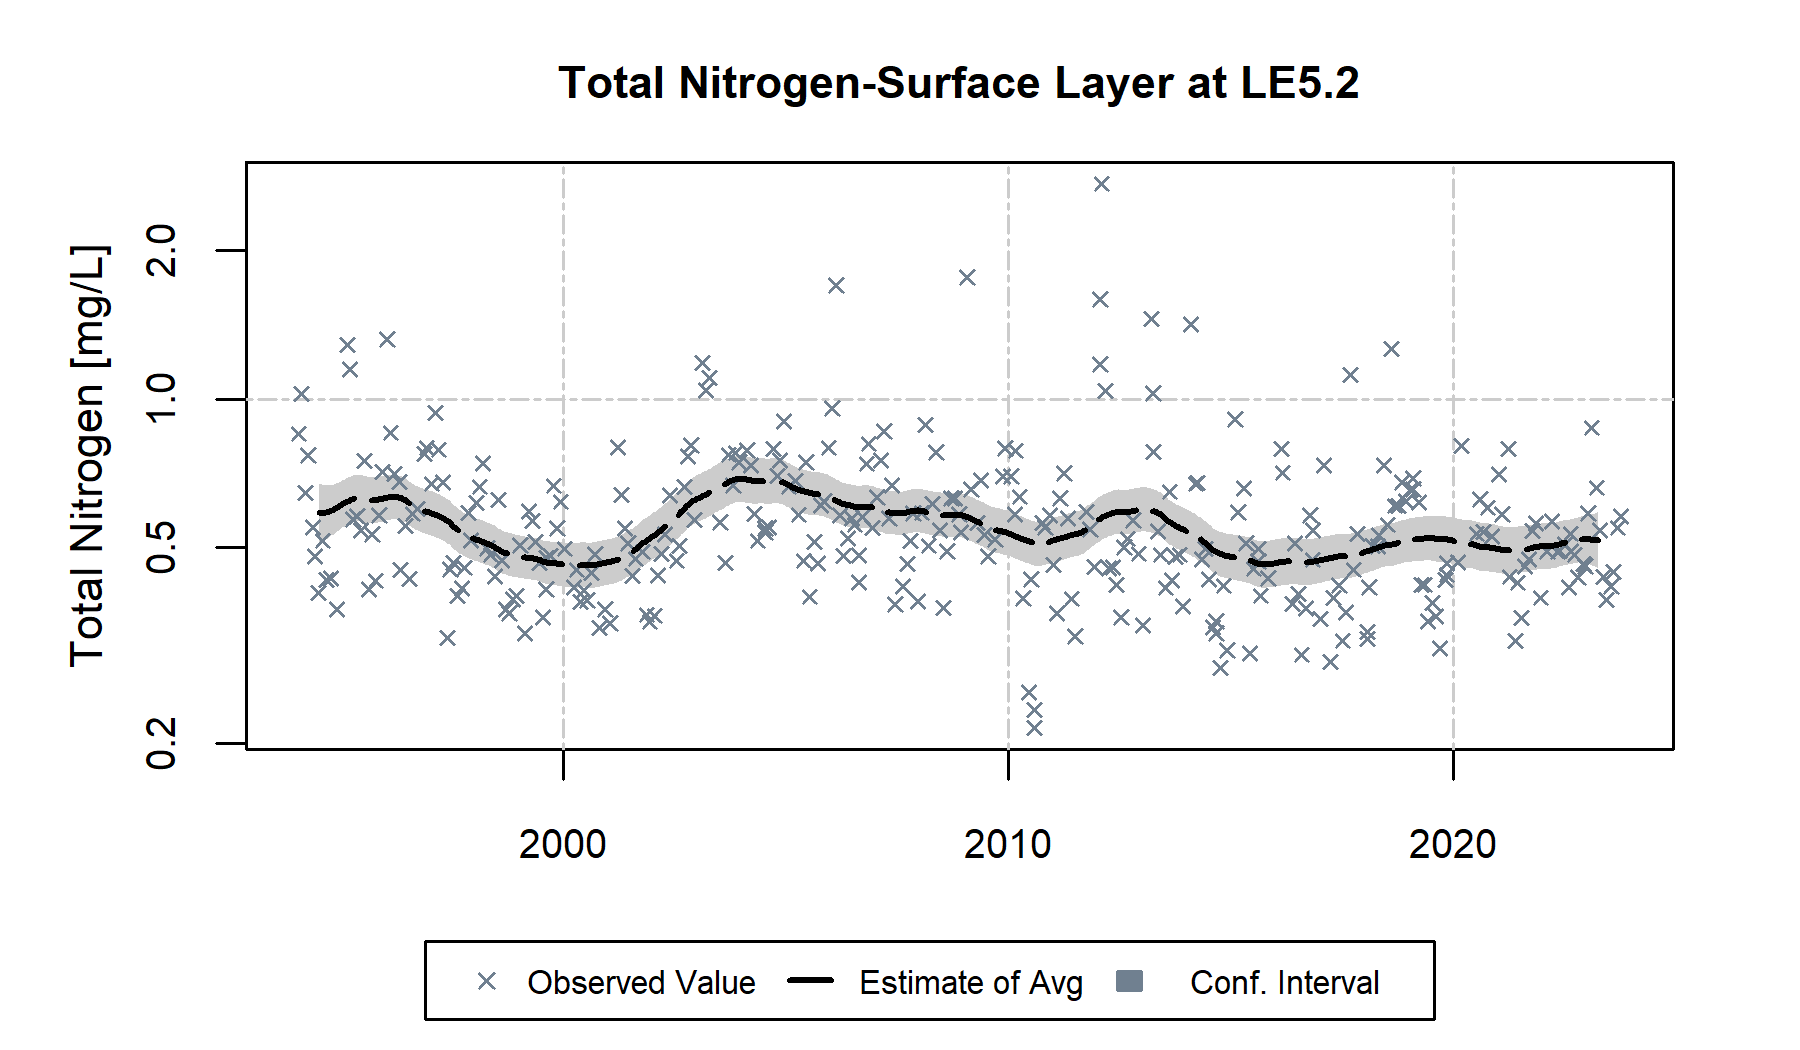 Total Nitrogen-Surface Layer at LE5.2
Total Nitrogen [mg/L]
2.0
1.0
0.5
0.2
2000 2010 2020
Observed Value Estimate of Avg Conf. Interval